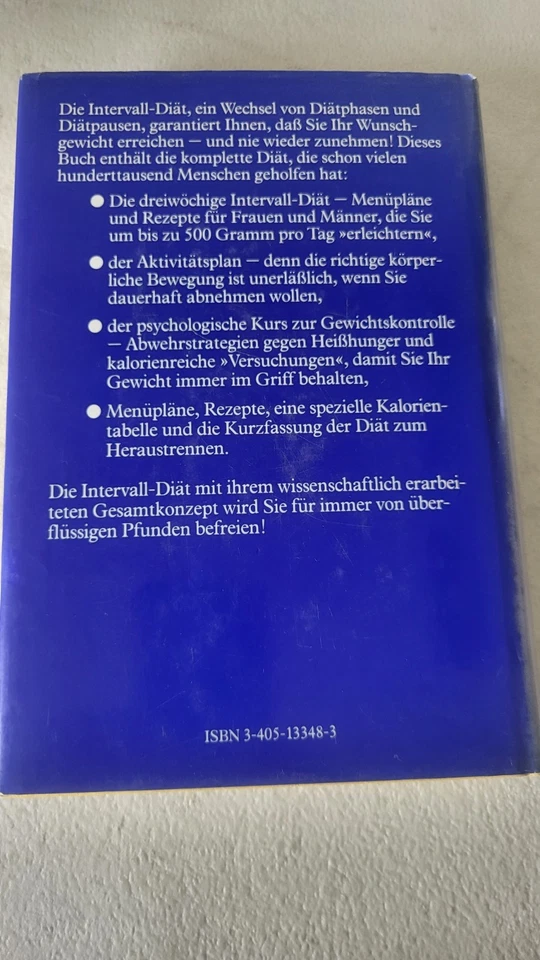 Die Intervall-Diät, ein Wechsel von Diätphasen und
Diätpausen, garantiert Ihnen, daß Sie Ihr Wunsch-
gewicht erreichen — und nie wieder zunehmen! Dieses
Buch enthält die komplette Diät, die schon vielen
hunderttausend Menschen geholfen hat:
● Die dreiwöchige Intervall-Diät — Menüpläne
und Rezepte für Frauen und Männer, die Sie
um bis zu 500 Gramm pro Tag »erleichtern«,
● der Aktivitätsplan — denn die richtige körper-
liche Bewegung ist unerläßlich, wenn Sie
dauerhaft abnehmen wollen,
● der psychologische Kurs zur Gewichtskontrolle
— Abwehrstrategien gegen Heißhunger und
kalorienreiche »Versuchungen«, damit Sie Ihr
Gewicht immer im Griff behalten,
● Menüpläne, Rezepte, eine spezielle Kalorien-
tabelle und die Kurzfassung der Diät zum
Heraustrennen.
Die Intervall-Diät mit ihrem wissenschaftlich erarbei-
teten Gesamtkonzept wird Sie für immer von über-
flüssigen Pfunden befreien!
ISBN 3-405-13348-3